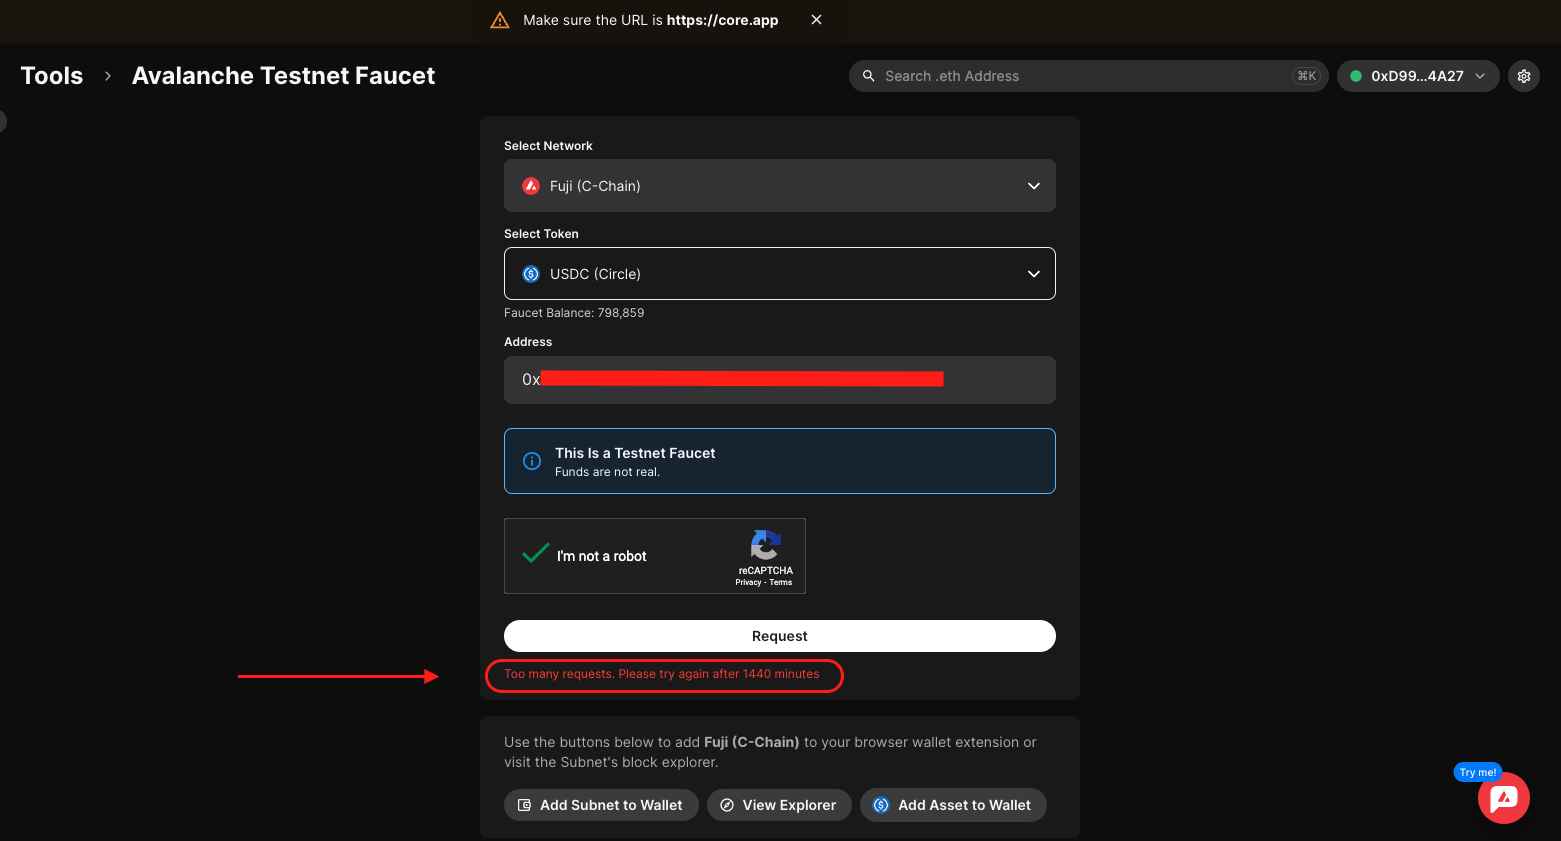 Make sure the URL is https://core.app
Tools > Avalanche Testnet Faucet
Search .eth Address
⌘K
0xD99...4A27
Select Network
Fuji (C-Chain)
Select Token
USDC (Circle)
Faucet Balance: 798,859
Address
0x
This Is a Testnet Faucet
Funds are not real.
I'm not a robot
reCAPTCHA
Privacy - Terms
Request
Too many requests. Please try again after 1440 minutes
Use the buttons below to add Fuji (C-Chain) to your browser wallet extension or
visit the Subnet's block explorer.
Try me!
Add Subnet to Wallet
View Explorer
Add Asset to Wallet